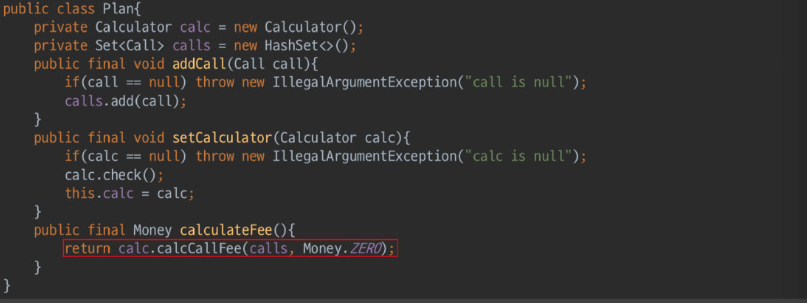 public class Plan{
    private Calculator calc = new Calculator();
    private Set<Call> calls = new HashSet<>();
    public final void addCall(Call call){
        if(call == null) throw new IllegalArgumentException("call is null");
        calls.add(call);
    }
    public final void setCalculator(Calculator calc){
        if(calc == null) throw new IllegalArgumentException("calc is null");
        calc.check();
        this.calc = calc;
    }
    public final Money calculateFee(){
        return calc.calcCallFee(calls, Money.ZERO);
    }
}